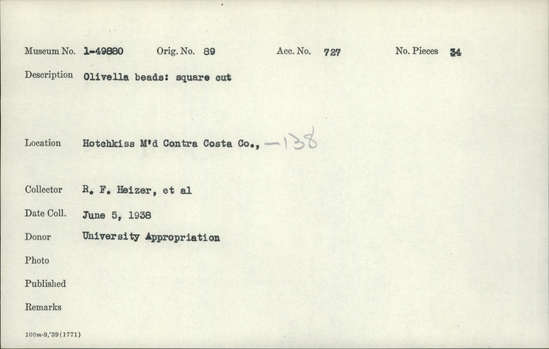 Museum No. 1-49880 Orig. No. 89 Acc. No. 727 No. Pieces 34
Description Olivella beads: square cut
Location Hotchkiss M'd Contra Costa Co., —138
Collector R. F. Heizer, et al
Date Coll. June 5, 1938
Donor University Appropriation
Photo
Published
Remarks
100m-9,'39(1771)